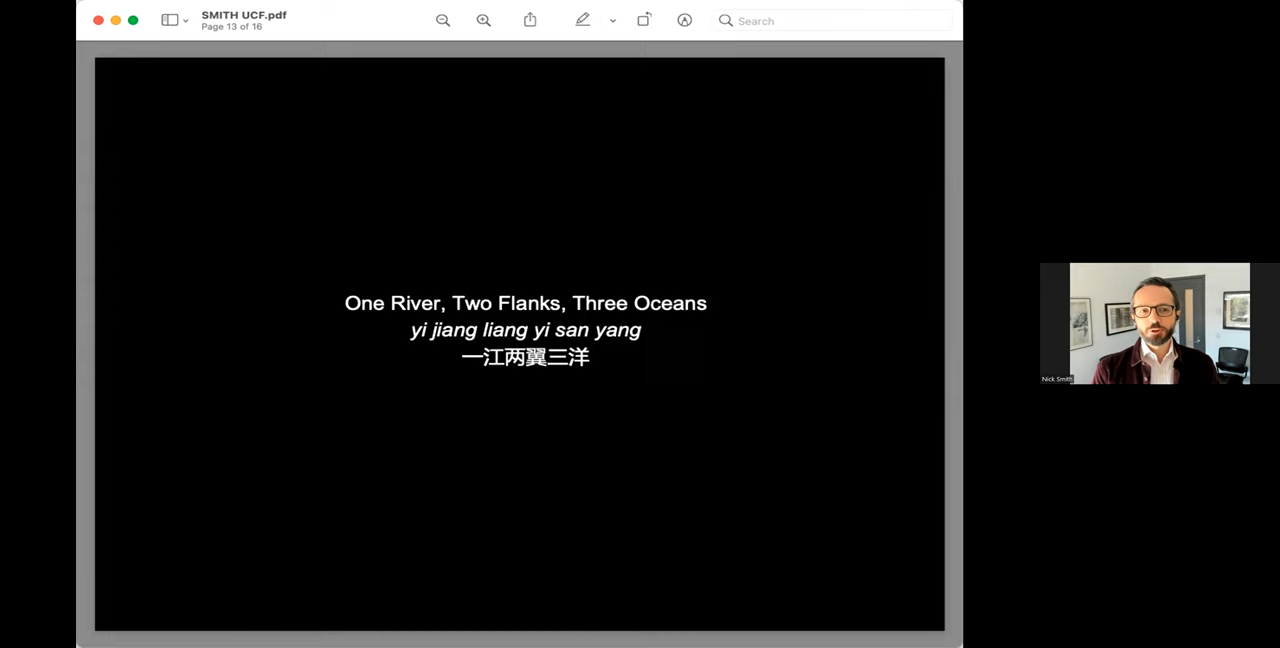 SMITH UCF.pdf
Page 13 of 16
Search
One River, Two Flanks, Three Oceans
yi jiang liang yi san yang
一江两翼三洋
Nick Smith